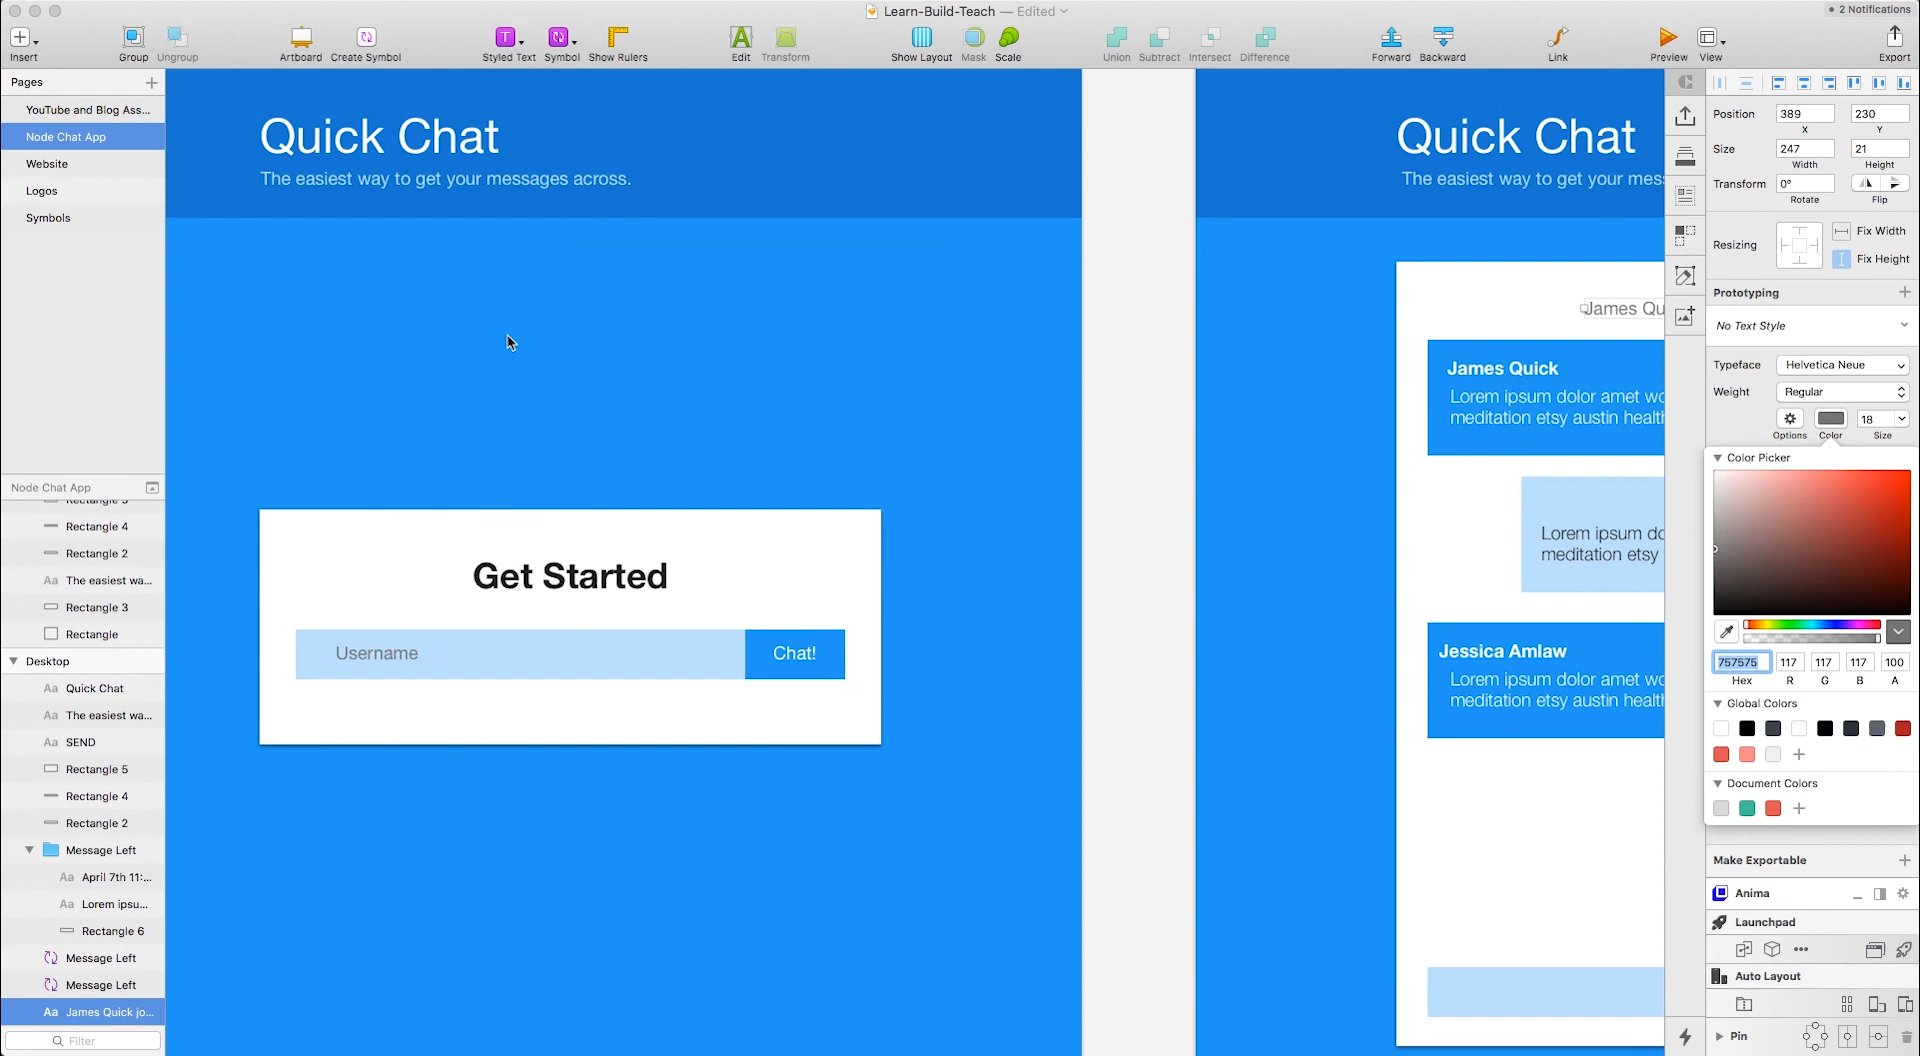 Learn-Build-Teach — Edited
2 Notifications
Insert
Group
Ungroup
Artboard
Create Symbol
Styled Text
Symbol
Show Rulers
Edit
Transform
Show Layout
Mask
Scale
Union
Subtract
Intersect
Difference
Forward
Backward
Link
Preview
View
Export
Pages
YouTube and Blog Ass...
Node Chat App
Website
Logos
Symbols
Node Chat App
Rectangle 4
Rectangle 2
Aa The easiest wa...
Rectangle 3
Rectangle
Desktop
Aa Quick Chat
Aa The easiest wa...
Aa SEND
Rectangle 5
Rectangle 4
Rectangle 2
Message Left
Aa April 7th 11:...
Aa Lorem ipsu...
Rectangle 6
Message Left
Message Left
Aa James Quick jo...
Filter
Quick Chat
The easiest way to get your messages across.
Get Started
Username
Chat!
Quick Chat
The easiest way to get your mes
James Qu
James Quick
Lorem ipsum dolor amet wo
meditation etsy austin healt
Lorem ipsum do
meditation etsy
Jessica Amlaw
Lorem ipsum dolor amet wo
meditation etsy austin healt
Position 389 230
X Y
Size 247 21
Width Height
Transform 0°
Rotate Flip
Resizing
Fix Width
Fix Height
Prototyping
No Text Style
Typeface Helvetica Neue
Weight Regular
18
Options Color Size
Color Picker
757575 117 117 117 100
Hex R G B A
Global Colors
Document Colors
Make Exportable
Anima
Launchpad
Auto Layout
Pin